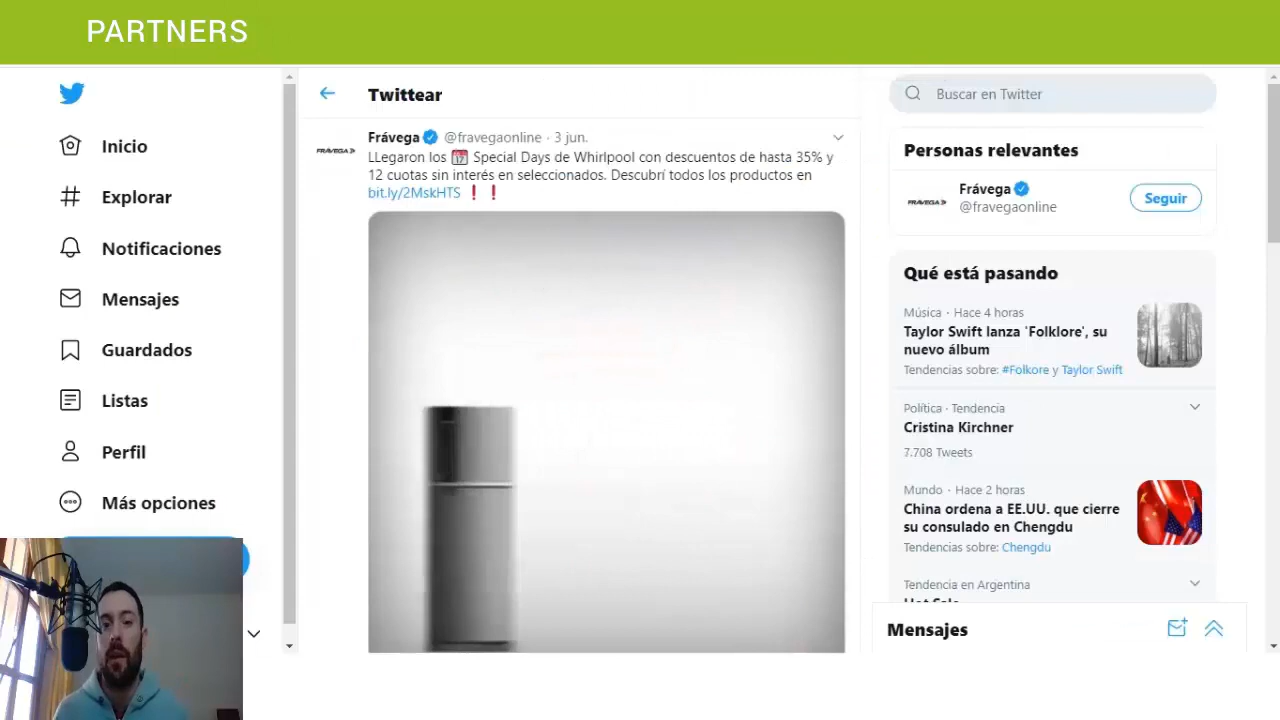 PARTNERS
Inicio
Explorar
Notificaciones
Mensajes
Guardados
Listas
Perfil
Más opciones
Twittear
FRÁVEGA
Frávega @fravegaonline · 3 jun.
LLegaron los 📅 Special Days de Whirlpool con descuentos de hasta 35% y
12 cuotas sin interés en seleccionados. Descubrí todos los productos en
bit.ly/2MskHTS ❗ ❗
Buscar en Twitter
Personas relevantes
FRÁVEGA
Frávega
@fravegaonline
Seguir
Qué está pasando
Música · Hace 4 horas
Taylor Swift lanza 'Folklore', su
nuevo álbum
Tendencias sobre: #Folkore y Taylor Swift
Política · Tendencia
Cristina Kirchner
7.708 Tweets
Mundo · Hace 2 horas
China ordena a EE.UU. que cierre
su consulado en Chengdu
Tendencias sobre: Chengdu
Tendencia en Argentina
Hot Sale
Mensajes